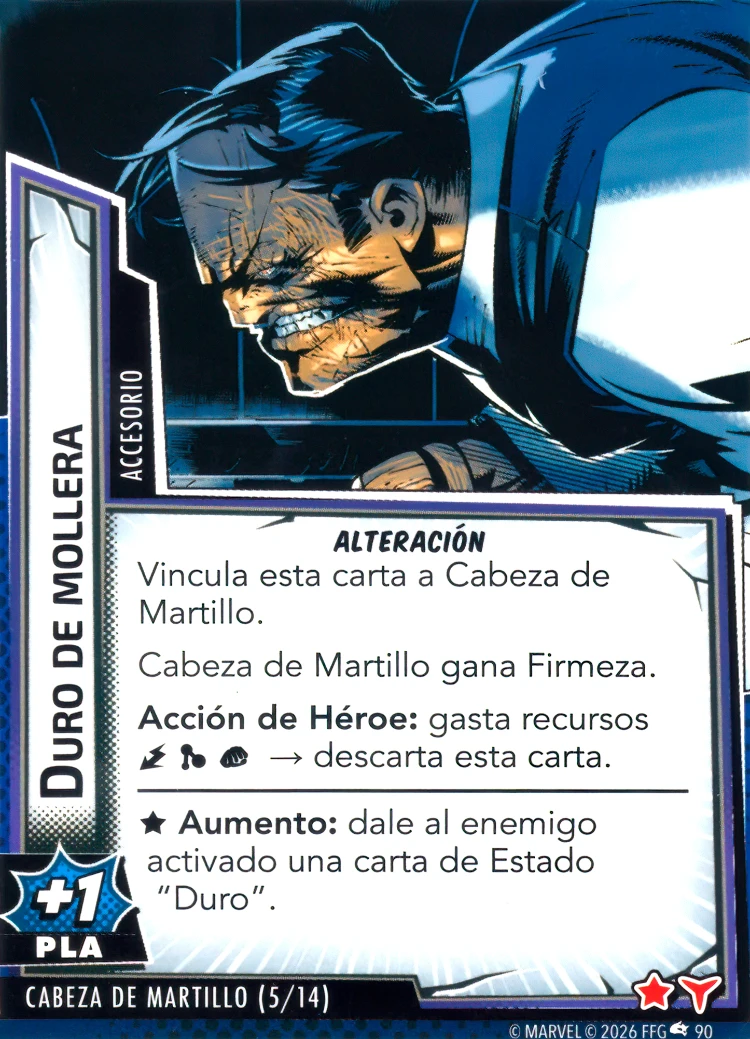 DURO DE MOLLERA
ACCESORIO
ALTERACIÓN
Vincula esta carta a Cabeza de
Martillo.
Cabeza de Martillo gana Firmeza.
Acción de Héroe: gasta recursos
→ descarta esta carta.
★ Aumento: dale al enemigo
activado una carta de Estado
"Duro".
+1
PLA
CABEZA DE MARTILLO (5/14)
© MARVEL © 2026 FFG 90